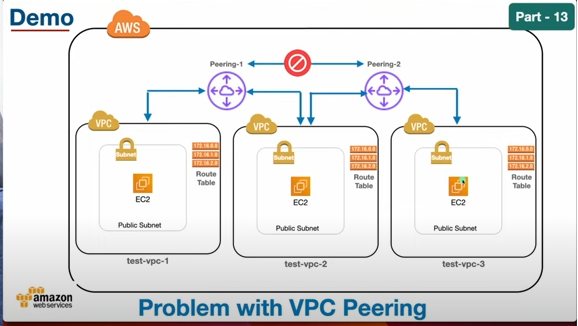 Demo
Part - 13
AWS
Peering-1
Peering-2
VPC
VPC
VPC
Subnet
Subnet
Subnet
172.16.0.0
172.16.1.0
172.16.2.0
172.16.0.0
172.16.1.0
172.16.2.0
172.16.0.0
172.16.1.0
172.16.2.0
Route
Table
Route
Table
Route
Table
EC2
EC2
EC2
Public Subnet
Public Subnet
Public Subnet
test-vpc-1
test-vpc-2
test-vpc-3
amazon
web services
Problem with VPC Peering